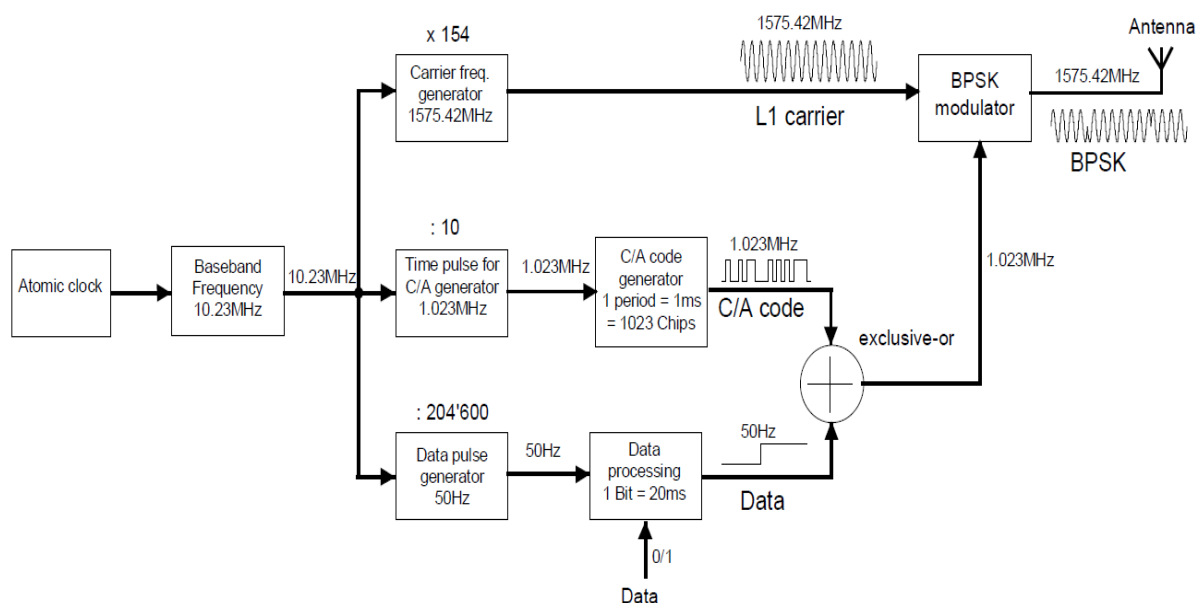 x 154
Carrier freq.
generator
1575.42MHz
1575.42MHz
L1 carrier
BPSK
modulator
Antenna
1575.42MHz
BPSK
Atomic clock
Baseband
Frequency
10.23MHz
10.23MHz
: 10
Time pulse for
C/A generator
1.023MHz
1.023MHz
C/A code
generator
1 period = 1ms
= 1023 Chips
1.023MHz
C/A code
exclusive-or
1.023MHz
: 204'600
Data pulse
generator
50Hz
50Hz
Data
processing
1 Bit = 20ms
50Hz
Data
0/1
Data